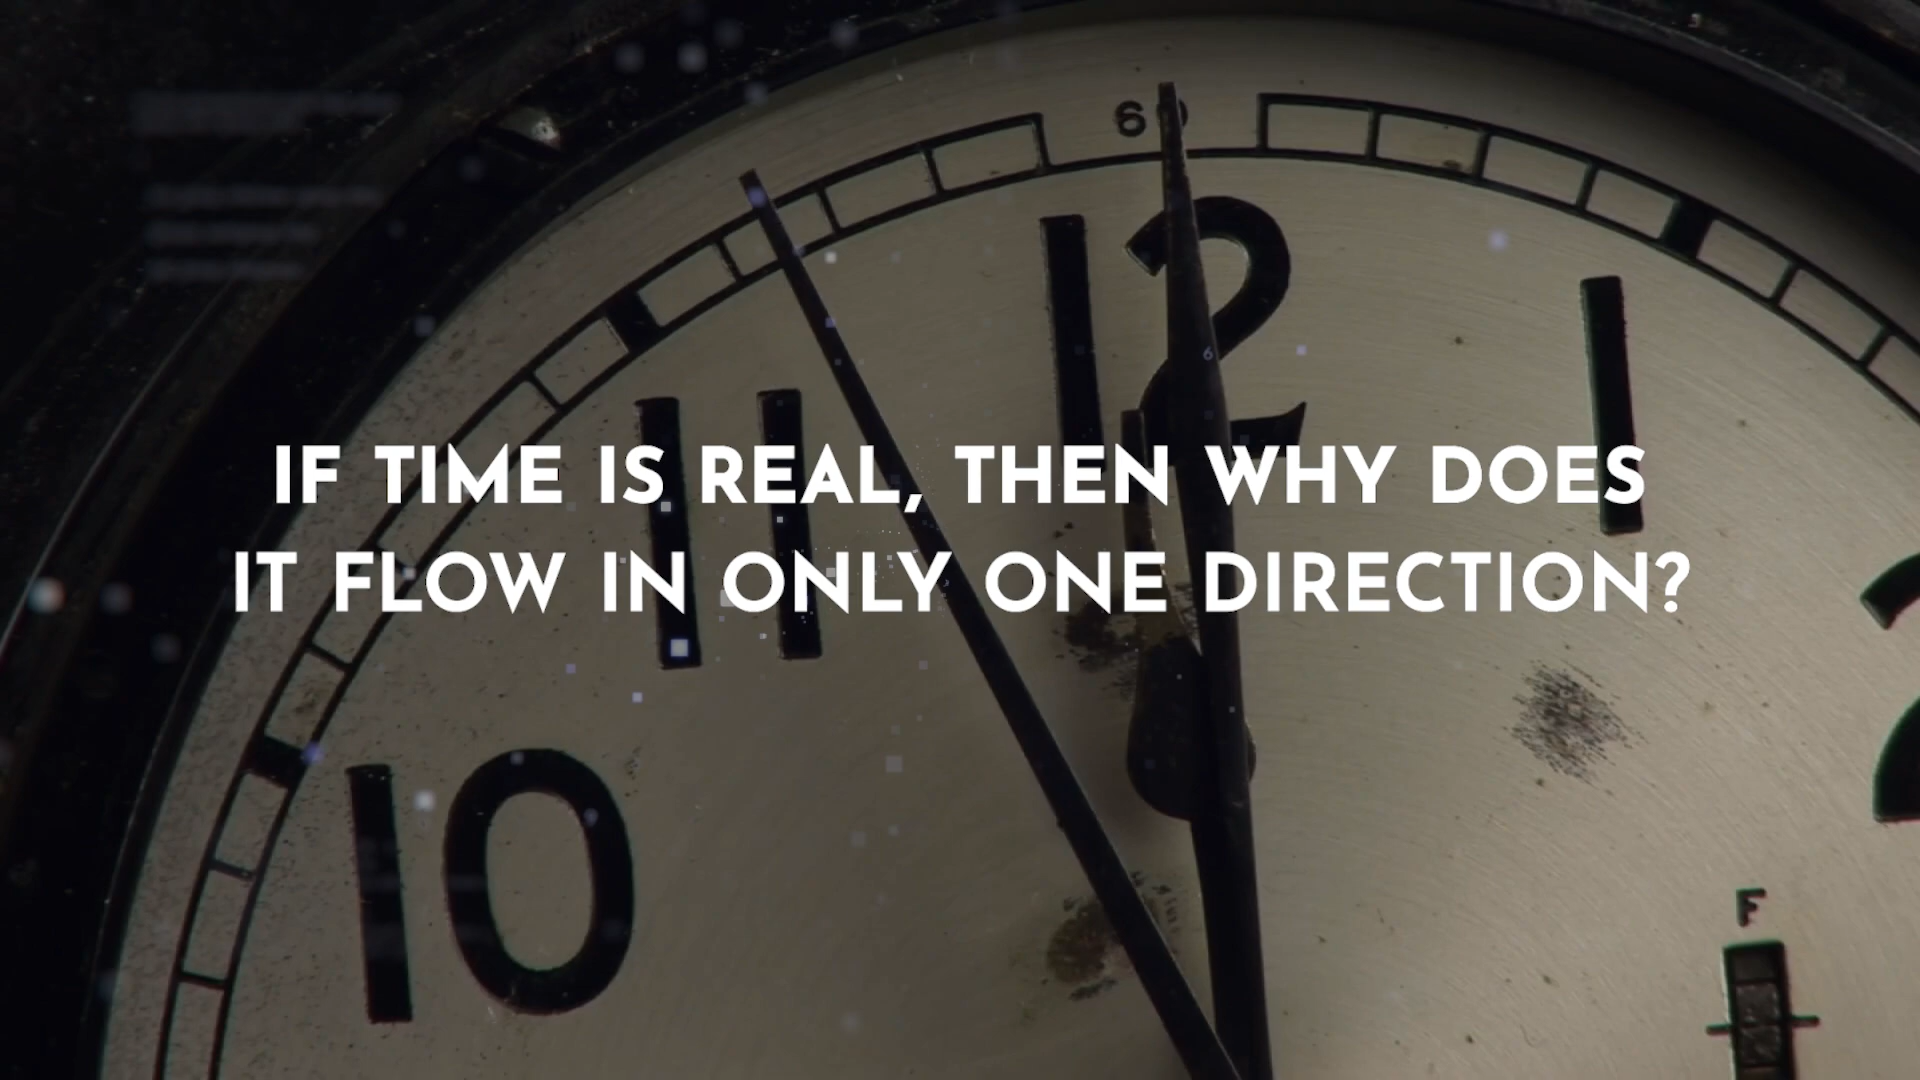 60
12
11
1
IF TIME IS REAL, THEN WHY DOES
IT FLOW IN ONLY ONE DIRECTION?
10
F